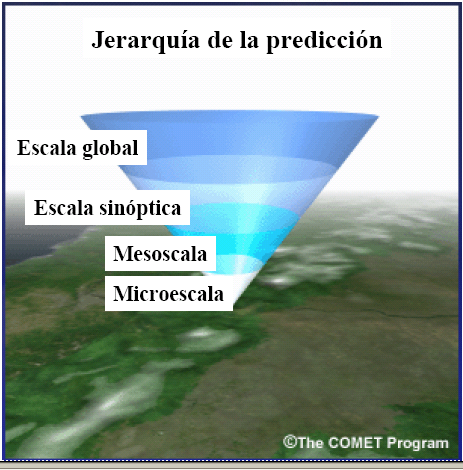 Jerarquía de la predicción
Escala global
Escala sinóptica
Mesoscala
Microescala
©The COMET Program